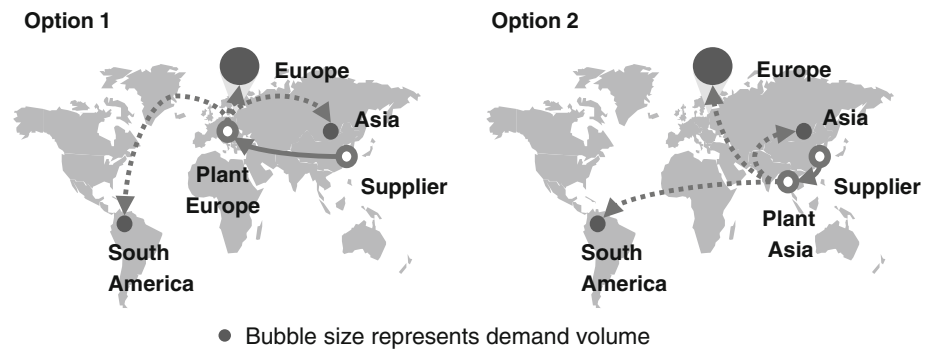 Option 1
Europe
Asia
Plant
Europe
Supplier
South
America
Option 2
Europe
Asia
Supplier
Plant
Asia
South
America
Bubble size represents demand volume